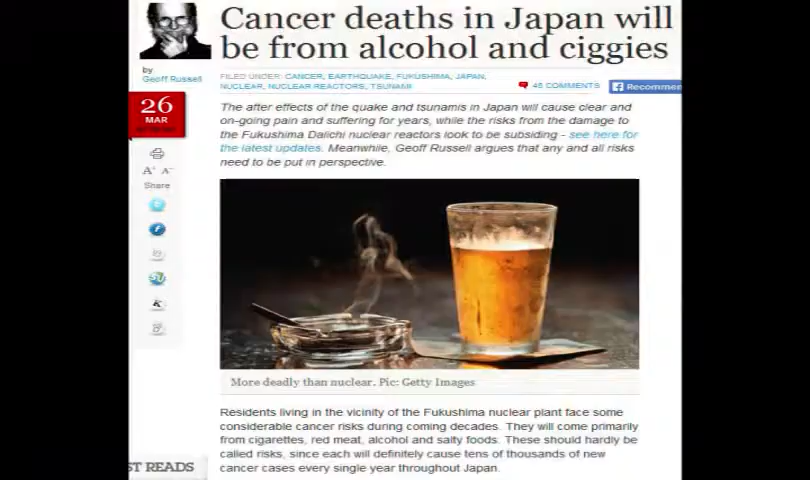 Cancer deaths in Japan will
be from alcohol and ciggies
by
Geoff Russell
FILED UNDER: CANCER, EARTHQUAKE, FUKUSHIMA, JAPAN,
NUCLEAR, NUCLEAR REACTORS, TSUNAMI
45 COMMENTS
Recommen
26
MAR
The after effects of the quake and tsunamis in Japan will cause clear and
on-going pain and suffering for years, while the risks from the damage to
the Fukushima Daiichi nuclear reactors look to be subsiding - see here for
the latest updates. Meanwhile, Geoff Russell argues that any and all risks
need to be put in perspective.
A+ A-
Share
More deadly than nuclear. Pic: Getty Images
Residents living in the vicinity of the Fukushima nuclear plant face some
considerable cancer risks during coming decades. They will come primarily
from cigarettes, red meat, alcohol and salty foods. These should hardly be
called risks, since each will definitely cause tens of thousands of new
cancer cases every single year throughout Japan.
ST READS